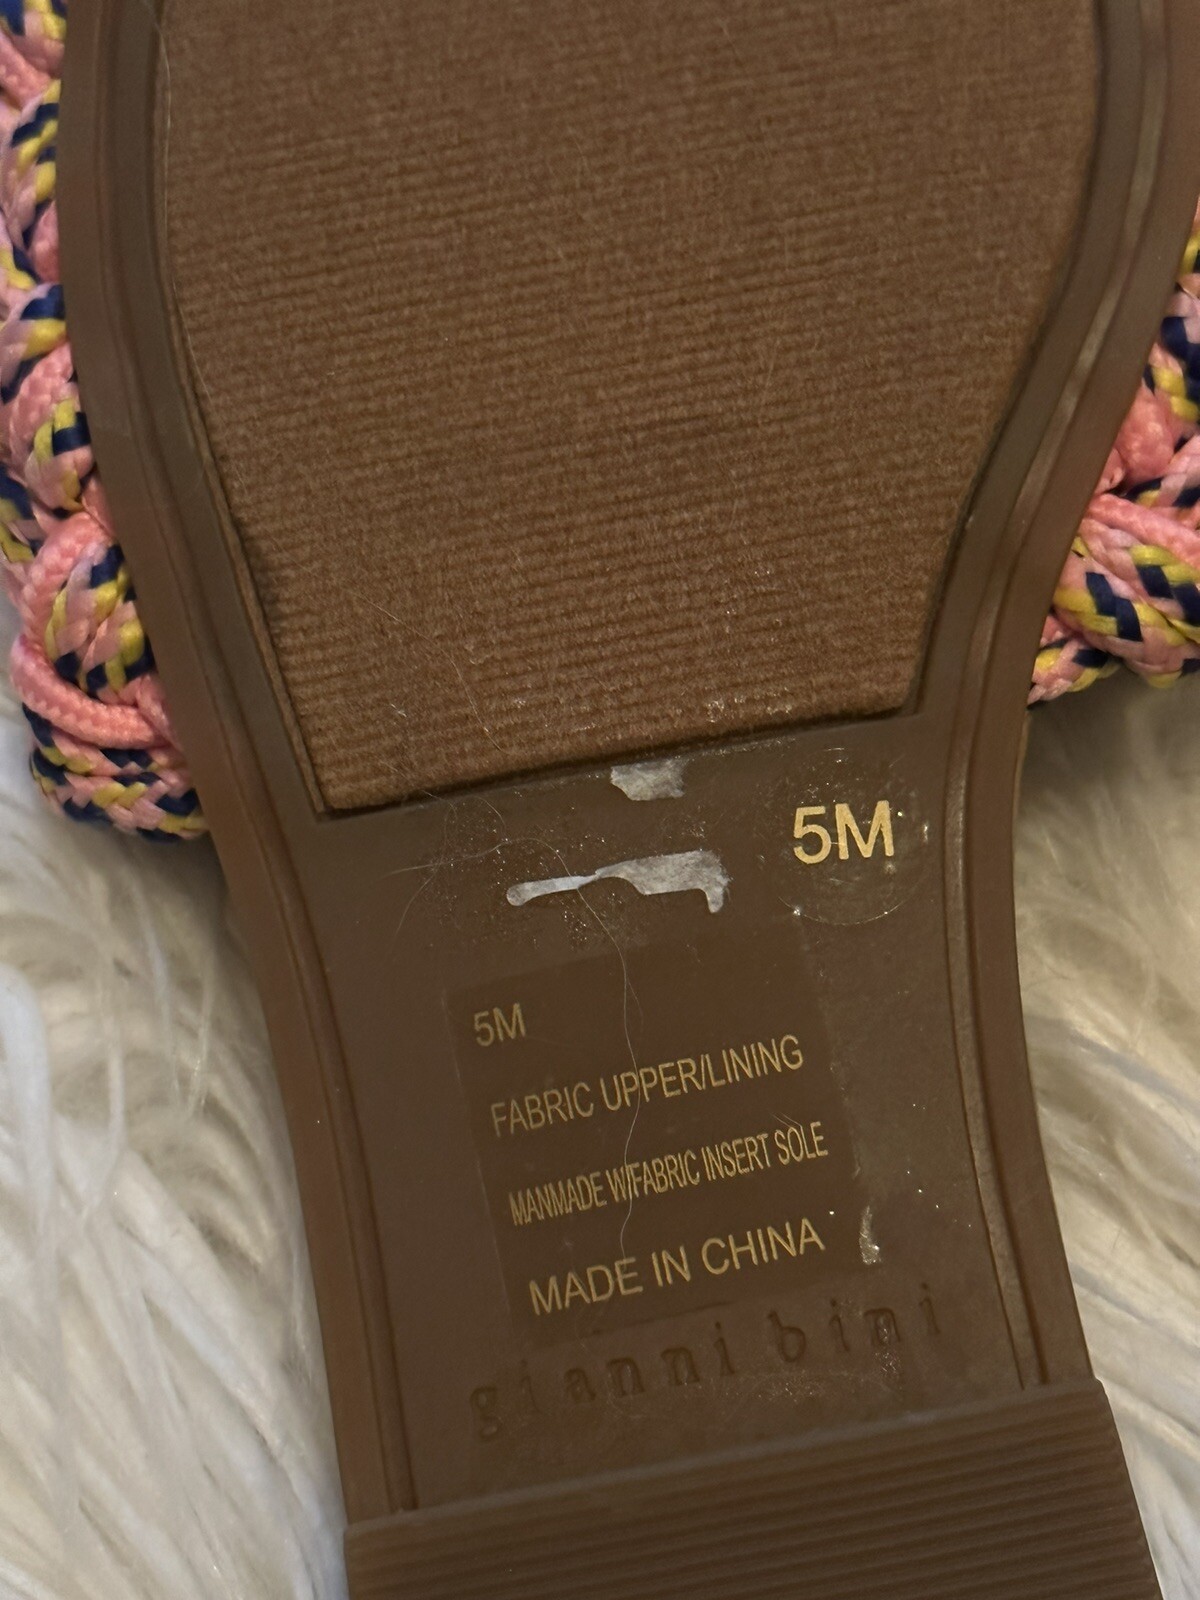 5M
5M
FABRIC UPPER/LINING
MANMADE W/FABRIC INSERT SOLE
MADE IN CHINA
gianni bini